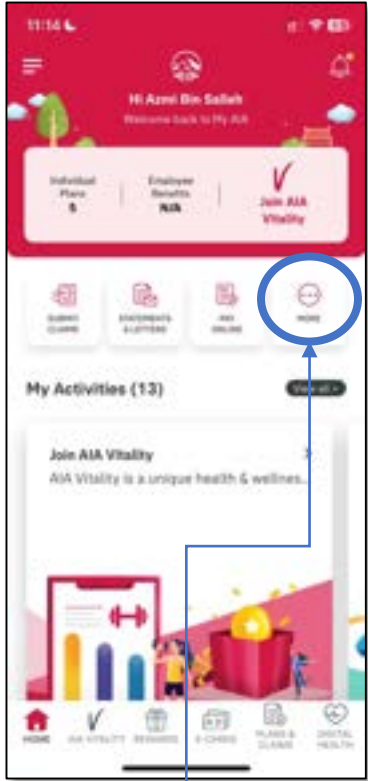 11:14
Hi Azmi Bin Salleh
Welcome back to My AIA
Individual
Plans
5
Employee
Benefits
N/A
Join AIA
Vitality
SUBMIT
CLAIMS
STATEMENTS
& LETTERS
PAY
ONLINE
MORE
My Activities (13)
View all >
Join AIA Vitality
AIA Vitality is a unique health & wellnes...
HOME
AIA VITALITY
REWARDS
E-CARDS
PLANS &
CLAIMS
DIGITAL
HEALTH